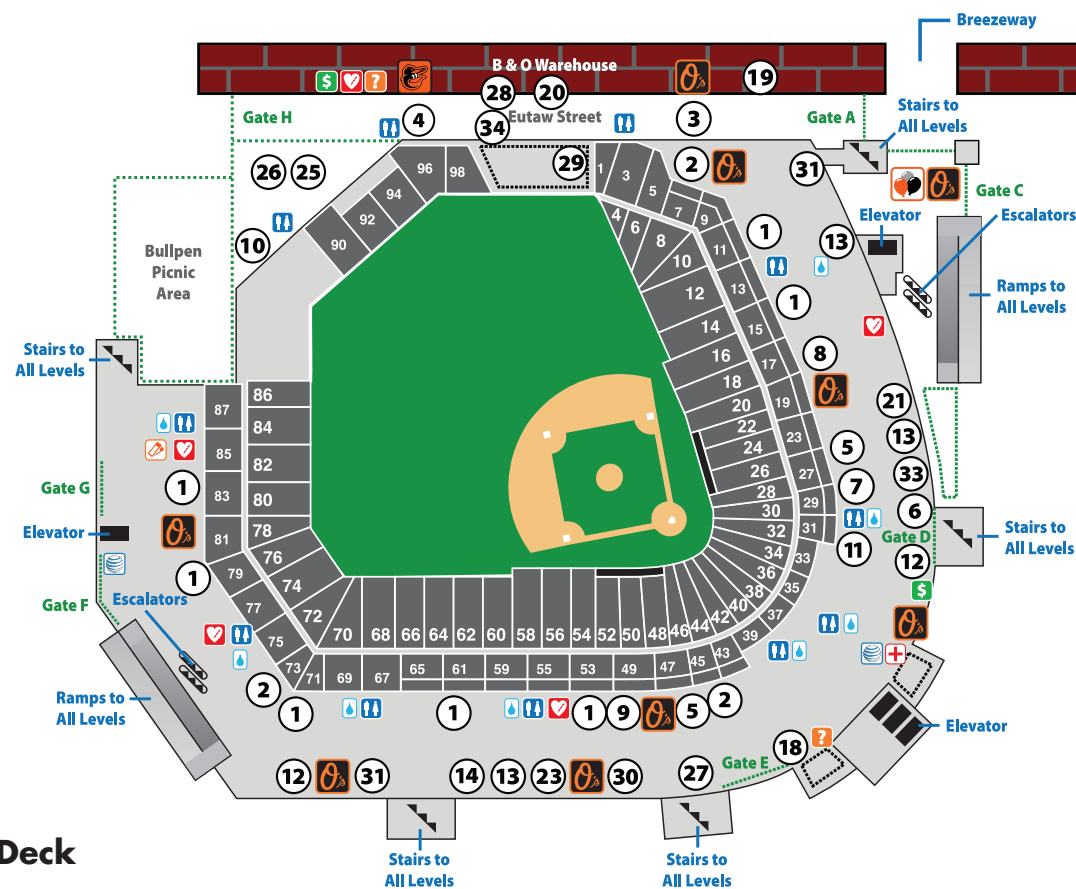 Breezeway
B & O Warehouse
$ ? O's 19
28 20
Gate H
4
34 Eutaw Street
3
Gate A
Stairs to
All Levels
26 25
96 98
29
1 3 5
2 O's
31
O's
Gate C
94
92
90
4 6 8 10
7 9 11
1
13
Elevator
Escalators
10
Bullpen
Picnic
Area
12
13
1
Ramps to
All Levels
14
15
16
17
8
O's
Stairs to
All Levels
18
20
19
21
87
86
84
22
24
23
5
13
85
82
26
27
7
33
Gate G
1
83
80
28
30
29
6
Elevator
O's
81
78
32
31
11
Gate D
Stairs to
All Levels
1
79
76
34
33
12
Gate F
Escalators
77
74
36
35
$
75
72
38
37
O's
70 68 66 64 62 60 58 56 54 52 50 48 46 44 42 40
39
2
73 71 69 67 65 61 59 55 53 49 47 45 43
Ramps to
All Levels
1
1
1 9 O's 5 2
Elevator
18 ?
Gate E
12 O's 31
14 13 23 O's 30
27
Deck
Stairs to
All Levels
Stairs to
All Levels